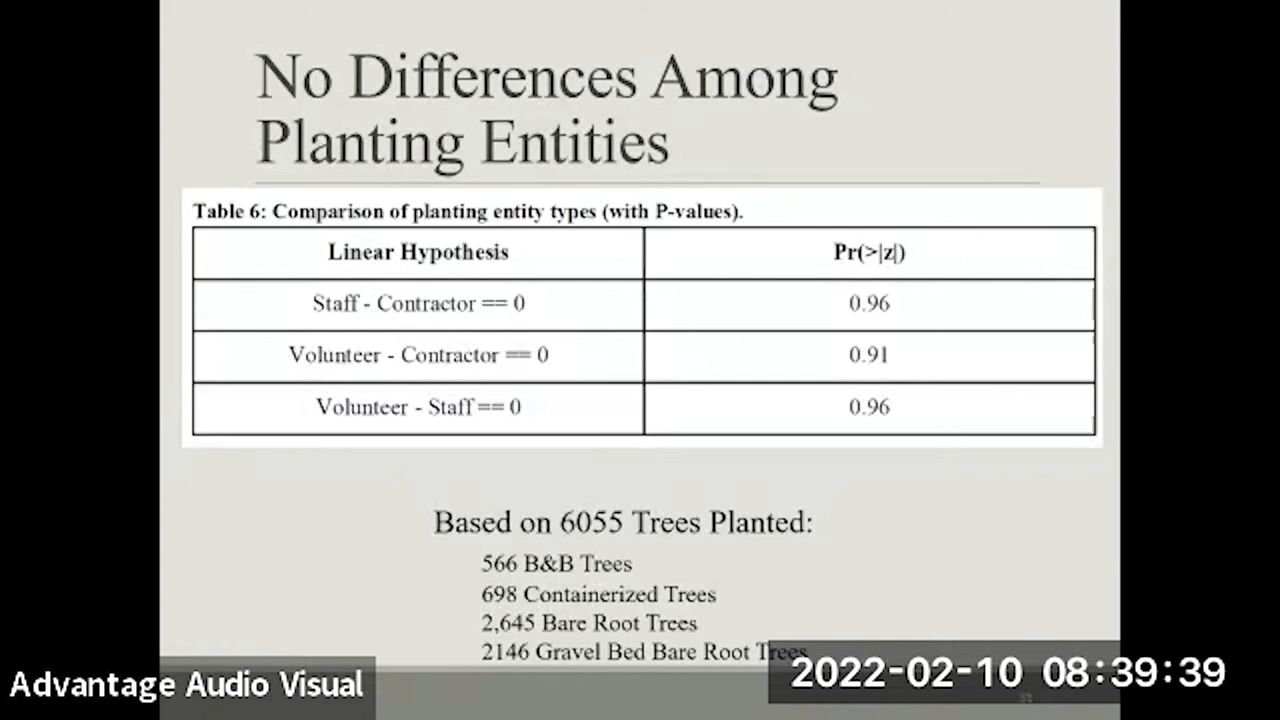 No Differences Among
Planting Entities
Table 6: Comparison of planting entity types (with P-values).
Linear Hypothesis Pr(>|z|)
Staff - Contractor == 0 0.96
Volunteer - Contractor == 0 0.91
Volunteer - Staff == 0 0.96
Based on 6055 Trees Planted:
566 B&B Trees
698 Containerized Trees
2,645 Bare Root Trees
2146 Gravel Bed Bare Root Trees
Advantage Audio Visual
2022-02-10 08:39:39